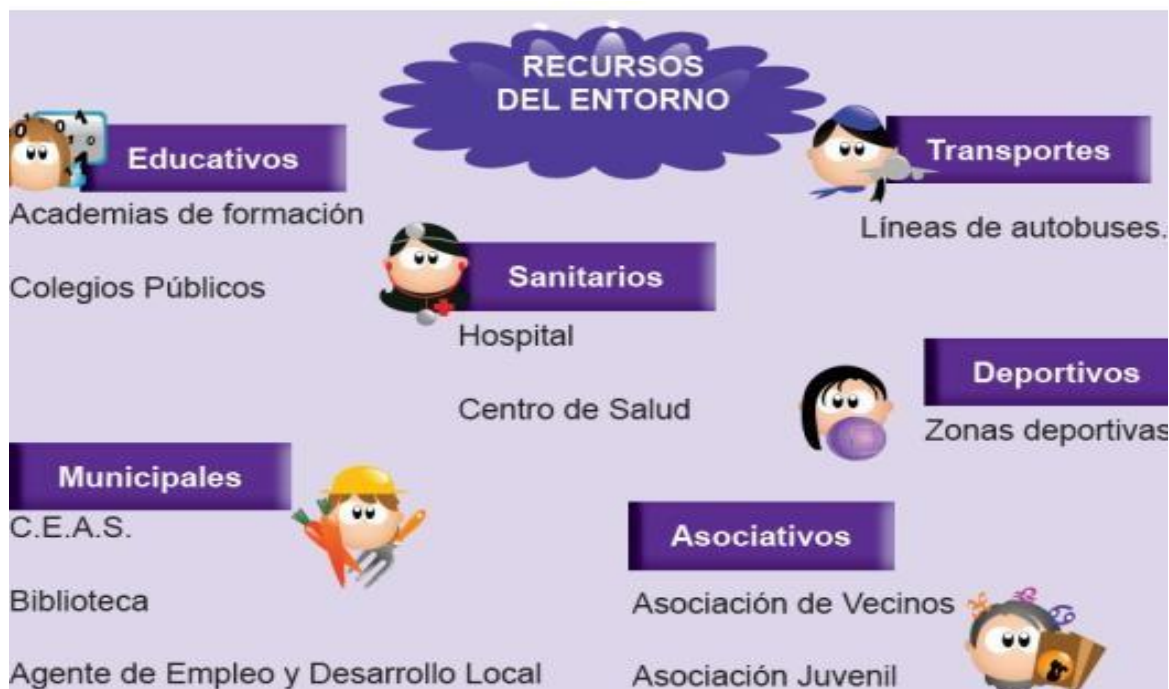 RECURSOS
DEL ENTORNO
Educativos
Academias de formación
Colegios Públicos
Transportes
Líneas de autobuses.
Sanitarios
Hospital
Centro de Salud
Deportivos
Zonas deportivas
Municipales
C.E.A.S.
Biblioteca
Agente de Empleo y Desarrollo Local
Asociativos
Asociación de Vecinos
Asociación Juvenil